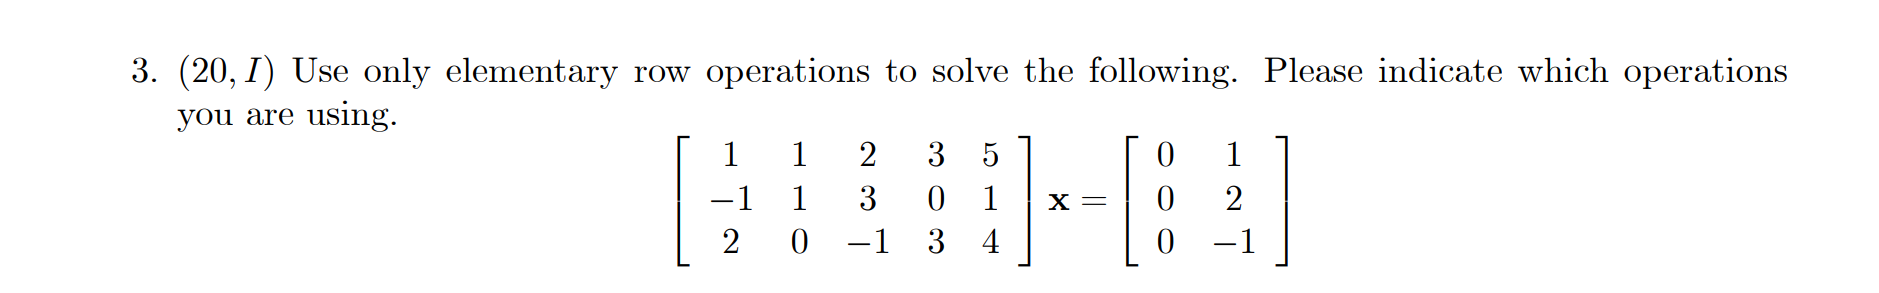 3. (20, I) Use only elementary row operations to solve the following. Please indicate which operations
you are using.
1 1 2 3 5 0 1
−1 1 3 0 1 x = 0 2
2 0 −1 3 4 0 −1